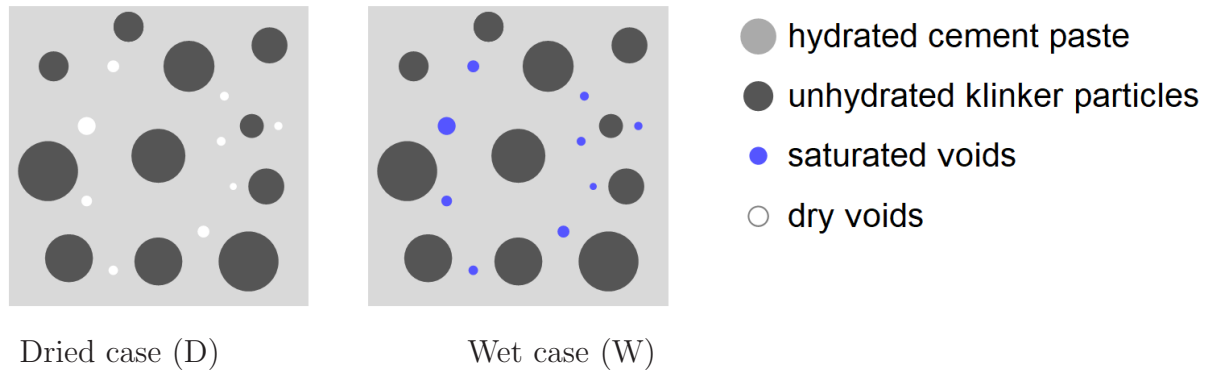 hydrated cement paste
unhydrated klinker particles
saturated voids
dry voids
Dried case (D)
Wet case (W)